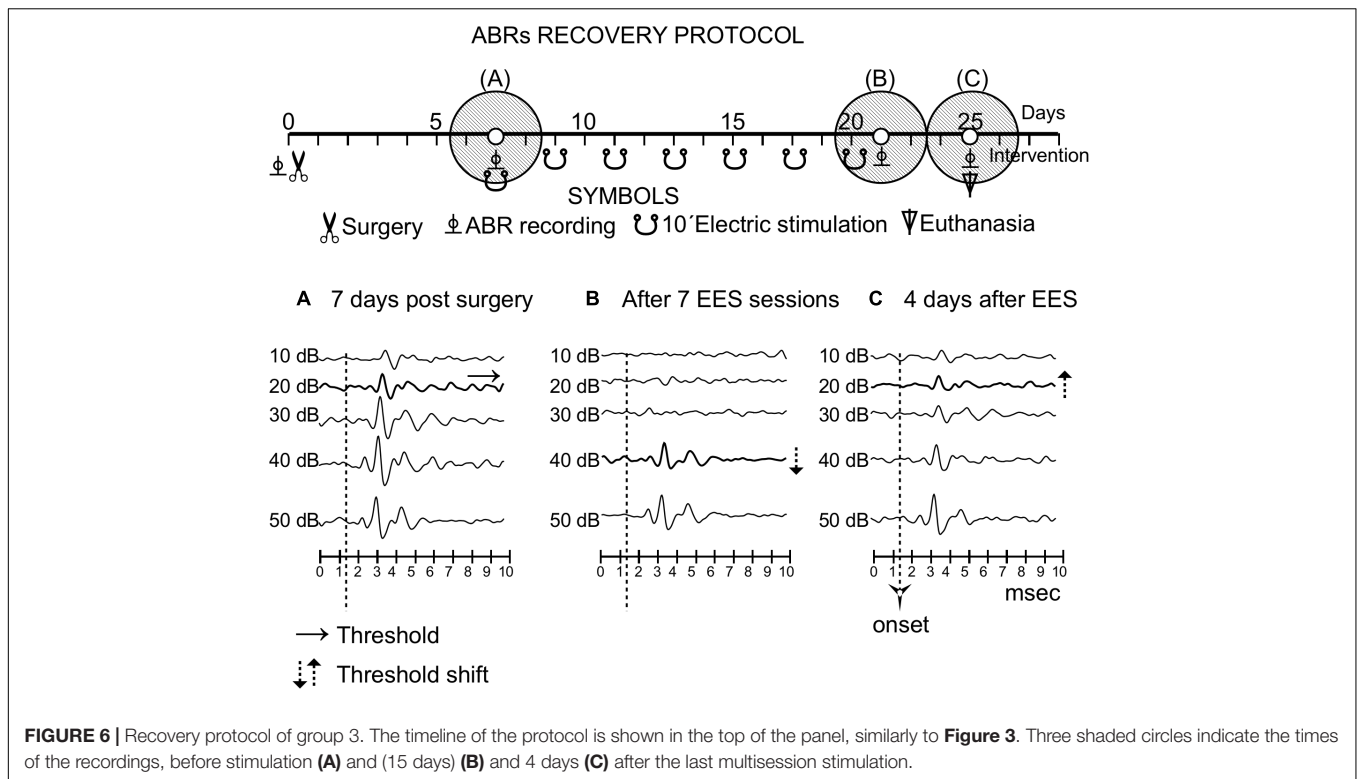 ABRs RECOVERY PROTOCOL
(A) (B) (C)
0 5 10 15 20 25 Days
Intervention
SYMBOLS
Surgery ABR recording 10´Electric stimulation Euthanasia
A 7 days post surgery
10 dB
20 dB
30 dB
40 dB
50 dB
0 1 2 3 4 5 6 7 8 9 10
B After 7 EES sessions
10 dB
20 dB
30 dB
40 dB
50 dB
0 1 2 3 4 5 6 7 8 9 10
C 4 days after EES
10 dB
20 dB
30 dB
40 dB
50 dB
0 1 2 3 4 5 6 7 8 9 10
msec
onset
Threshold
Threshold shift
FIGURE 6 | Recovery protocol of group 3. The timeline of the protocol is shown in the top of the panel, similarly to Figure 3. Three shaded circles indicate the times
of the recordings, before stimulation (A) and (15 days) (B) and 4 days (C) after the last multisession stimulation.